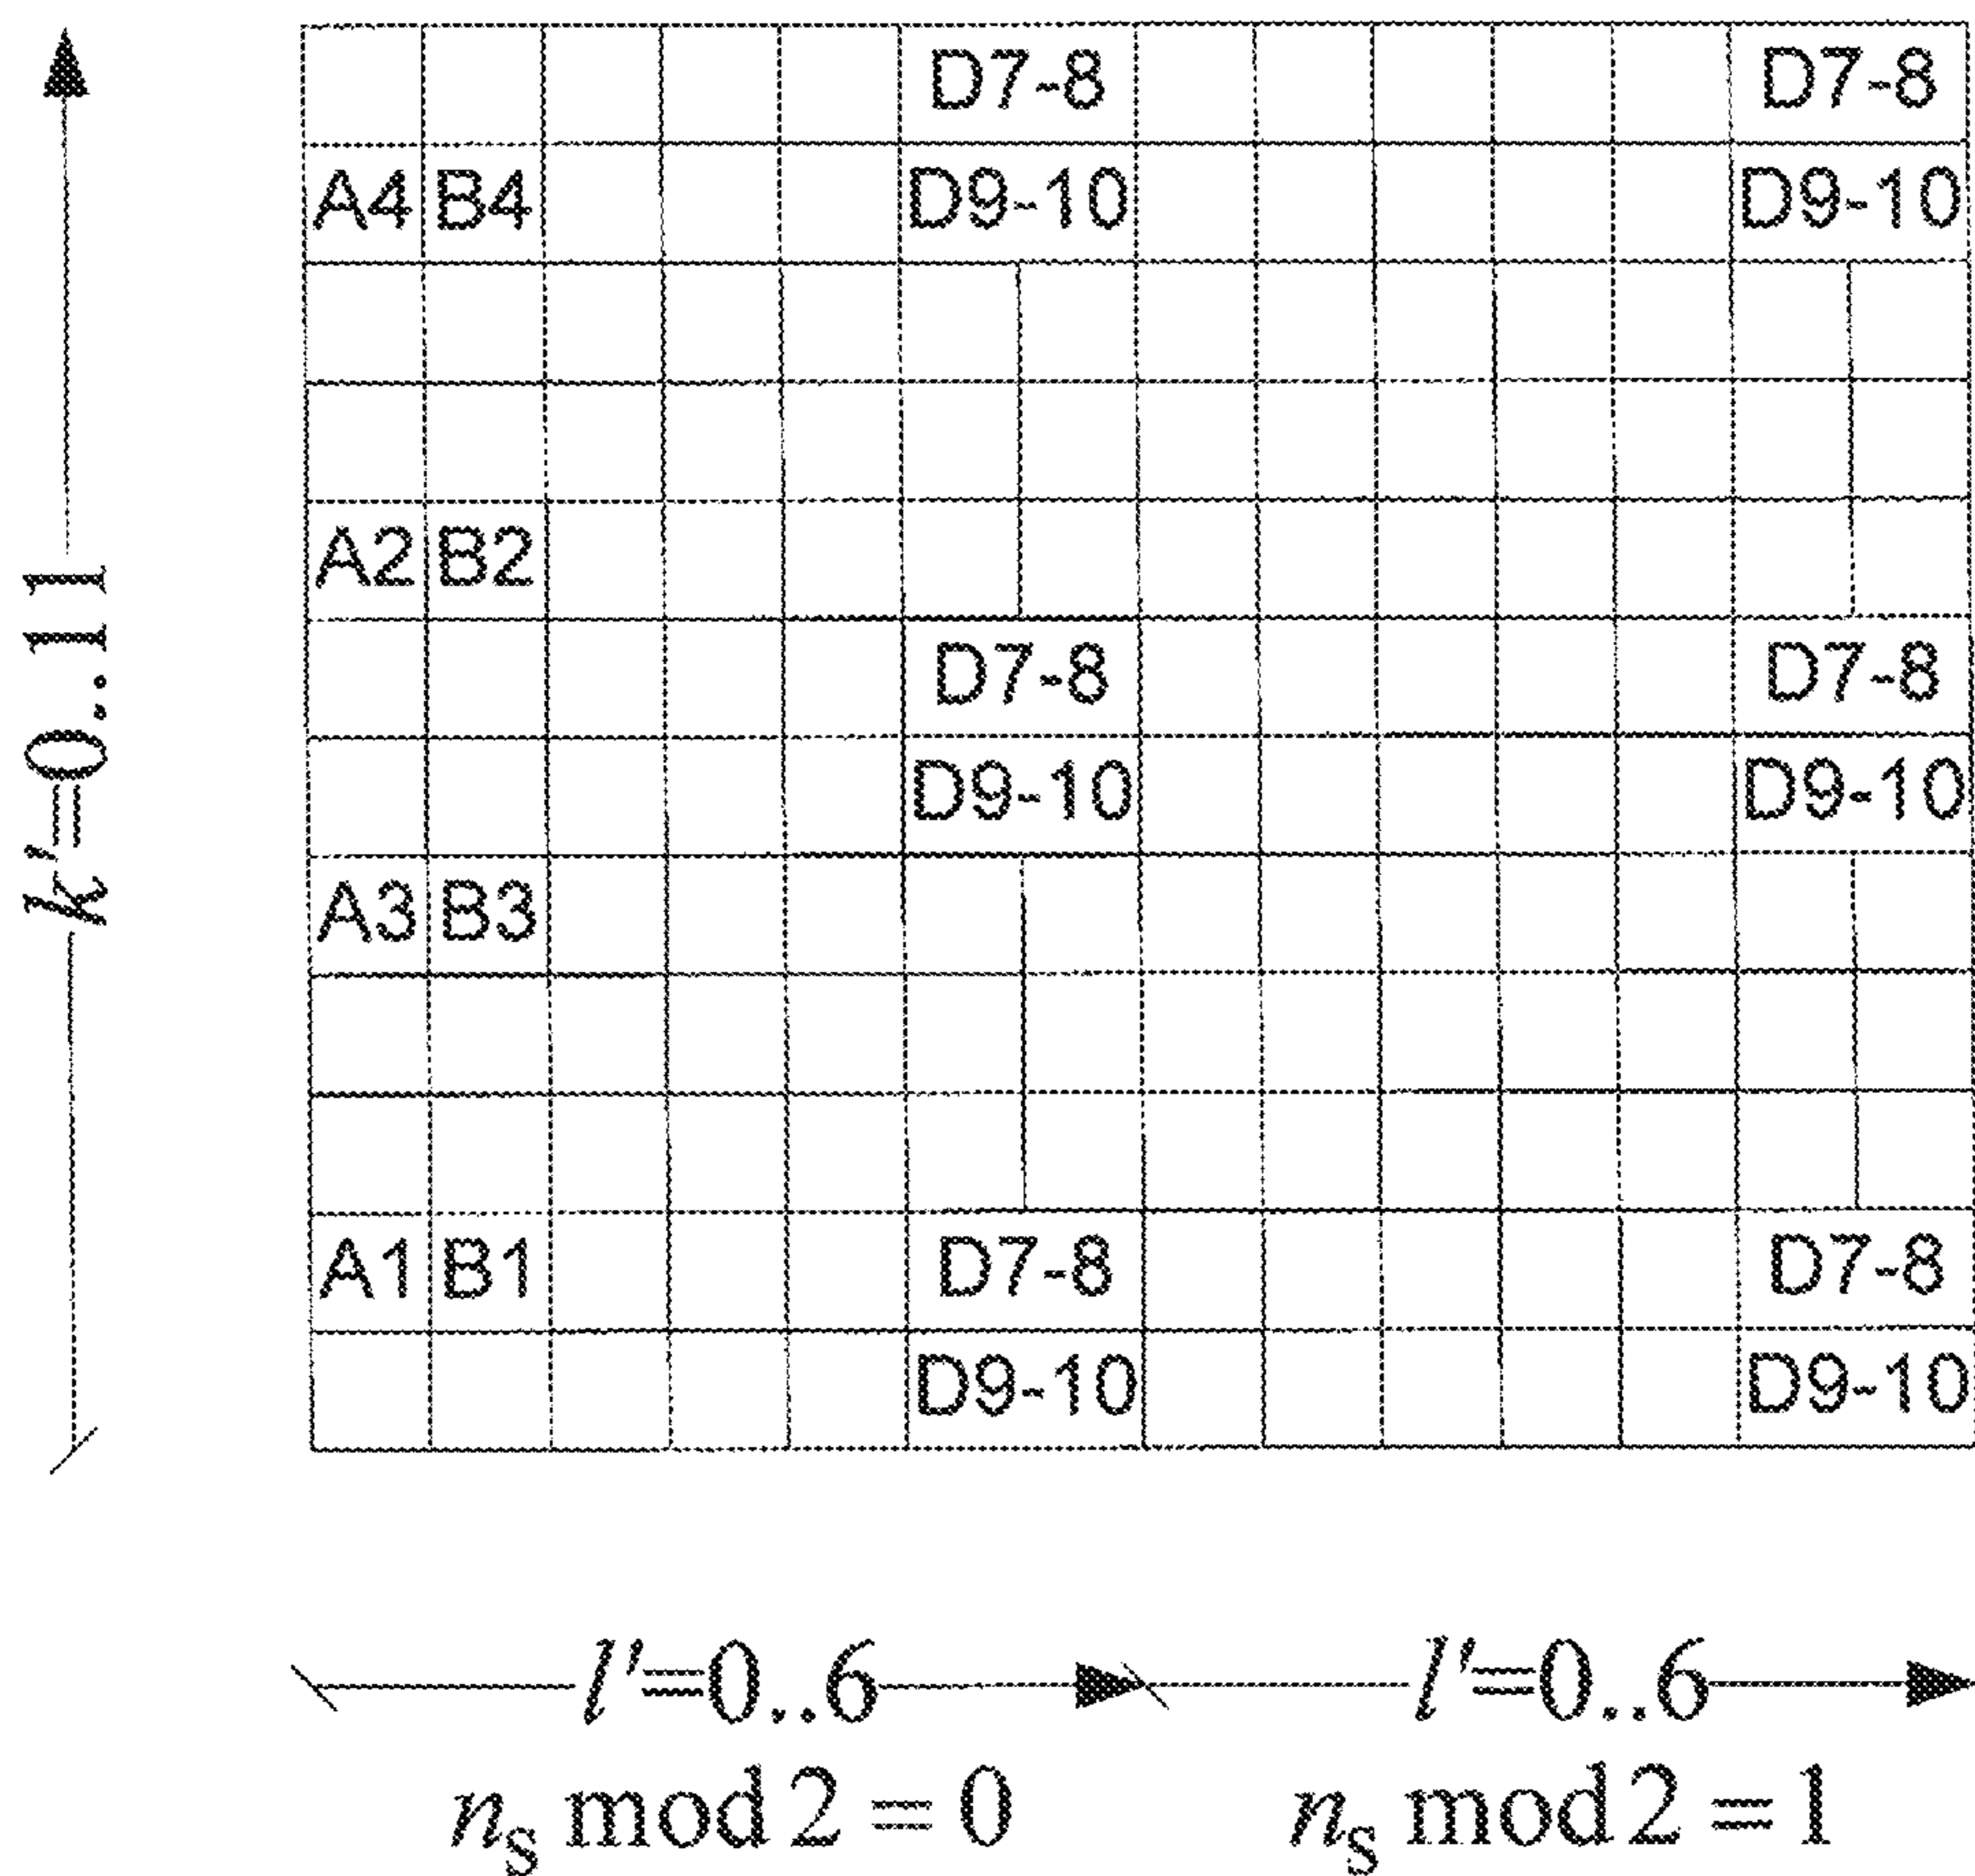 D7-8 D7-8
A4 B4 D9-10 D9-10
A2 B2
D7-8 D7-8
D9-10 D9-10
A3 B3
A1 B1 D7-8 D7-8
D9-10 D9-10
k'=0..11
l'=0..6 l'=0..6
n_s mod 2 = 0 n_s mod 2 = 1